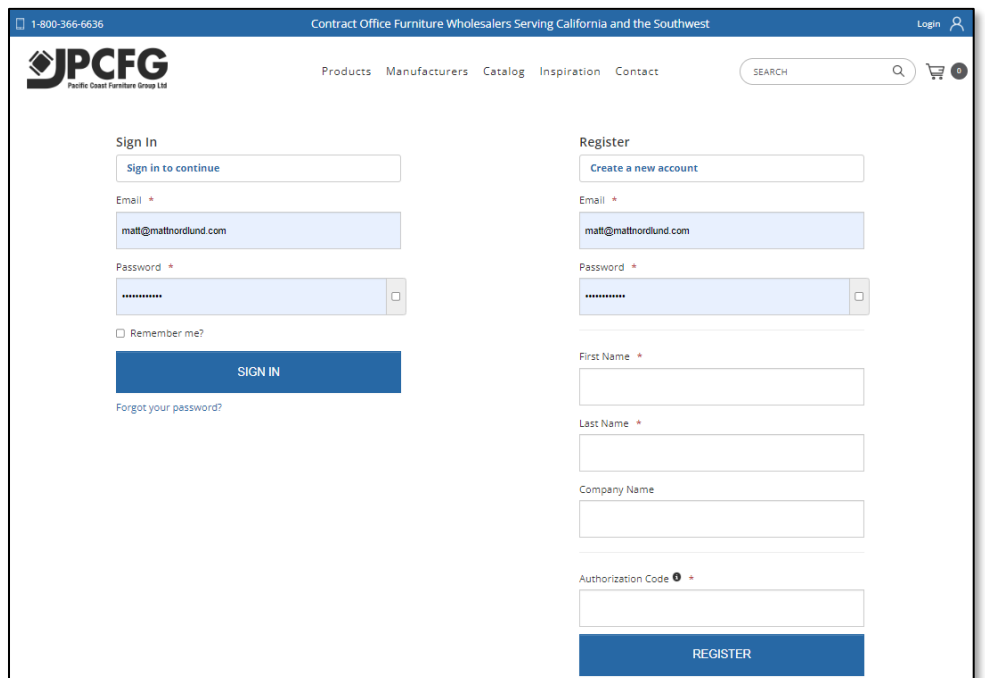 1-800-366-6636
Contract Office Furniture Wholesalers Serving California and the Southwest
Login
JPCFG
Pacific Coast Furniture Group Ltd
Products Manufacturers Catalog Inspiration Contact
SEARCH
0
Sign In
Sign in to continue
Email *
matt@mattnordlund.com
Password *
••••••••••••
Remember me?
SIGN IN
Forgot your password?
Register
Create a new account
Email *
matt@mattnordlund.com
Password *
••••••••••••
First Name *
Last Name *
Company Name
Authorization Code *
REGISTER